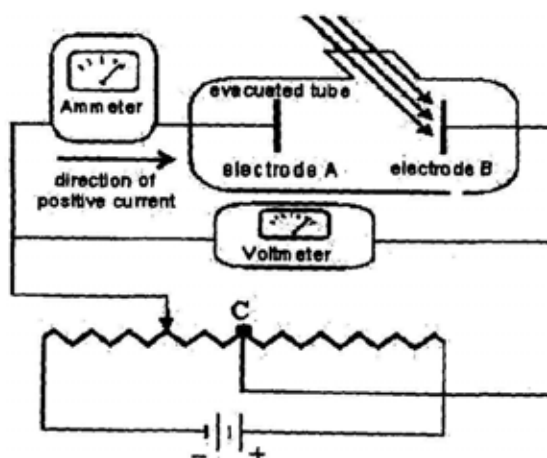 Ammeter
evacuated tube
direction of
positive current
electrode A
electrode B
Voltmeter
C
- +